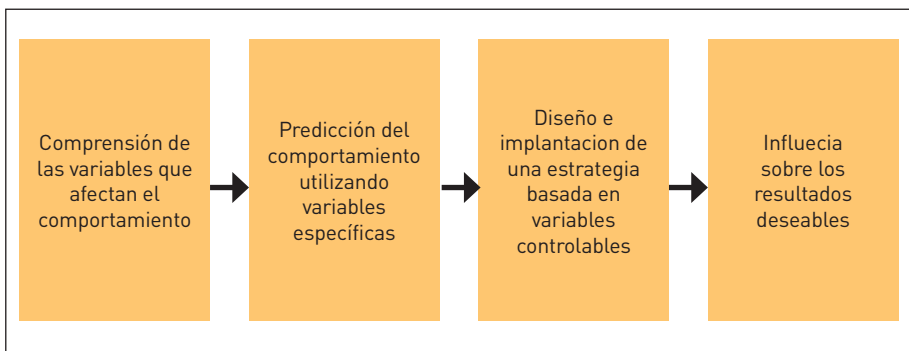 Comprensión de
las variables que
afectan el
comportamiento
Predicción del
comportamiento
utilizando
variables
específicas
Diseño e
implantacion de
una estrategia
basada en
variables
controlables
Influecia
sobre los
resultados
deseables